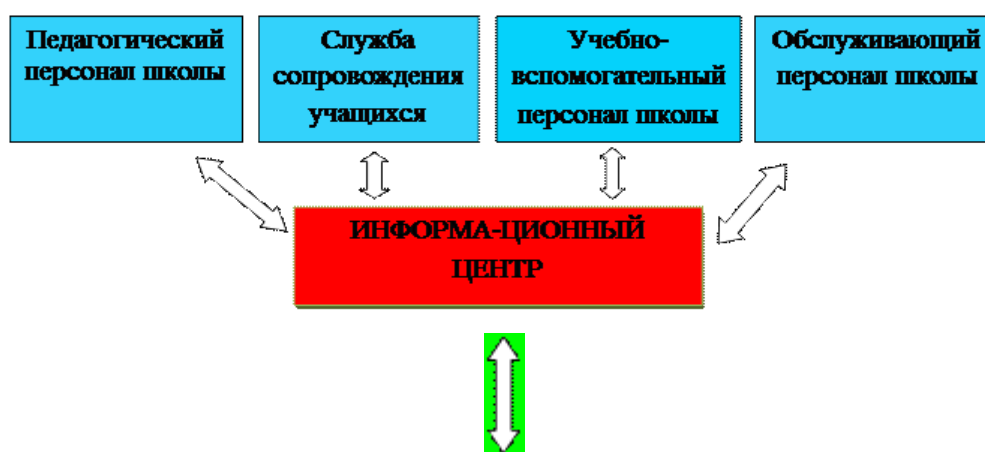 Педагогический
персонал школы
Служба
сопровождения
учащихся
Учебно-
вспомогательный
персонал школы
Обслуживающий
персонал школы
ИНФОРМА-ЦИОННЫЙ
ЦЕНТР